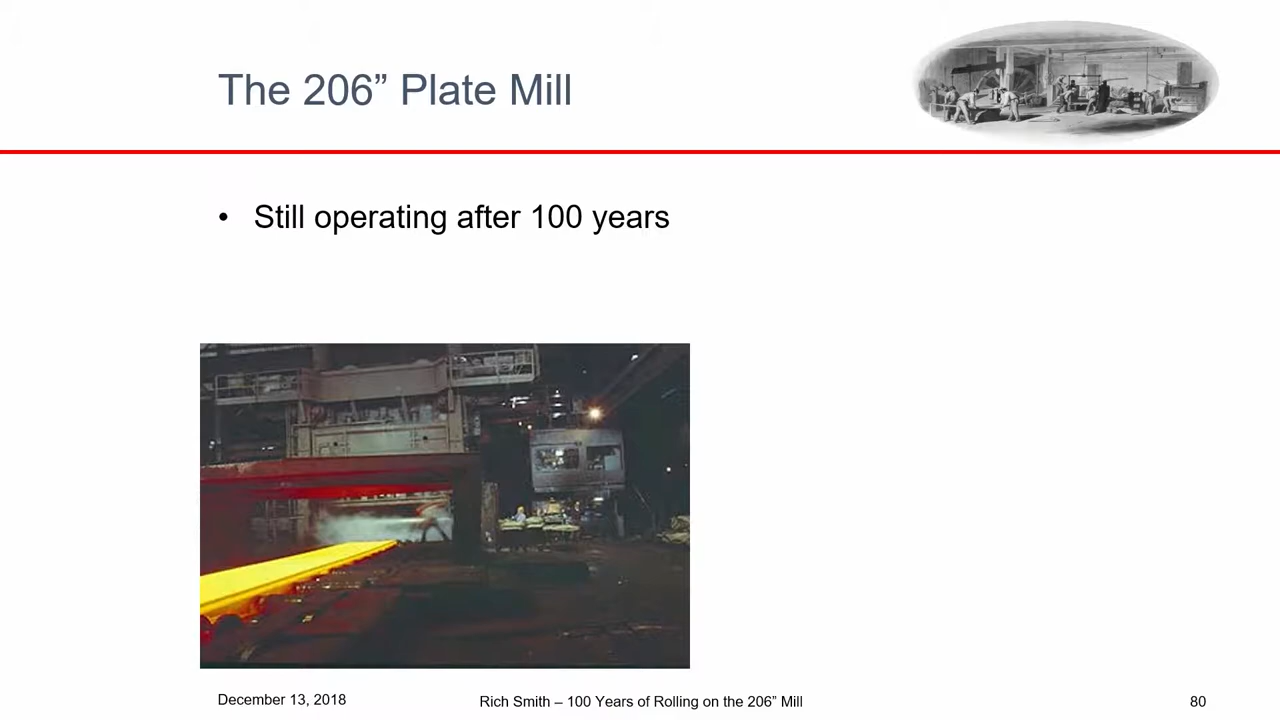 The 206” Plate Mill
• Still operating after 100 years
December 13, 2018
Rich Smith – 100 Years of Rolling on the 206” Mill
80